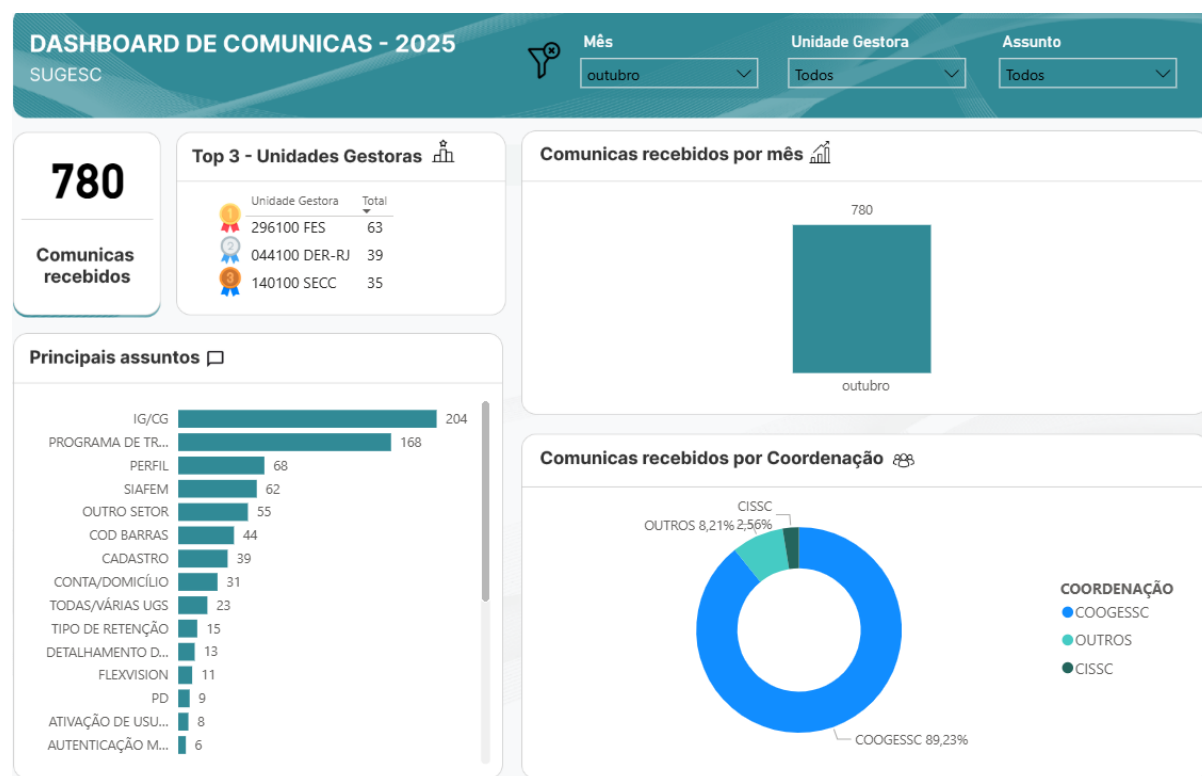 DASHBOARD DE COMUNICAS - 2025
SUGESC
Mês
outubro
Unidade Gestora
Todos
Assunto
Todos
780
Comunicas
recebidos
Top 3 - Unidades Gestoras
Unidade Gestora Total
1 296100 FES 63
2 044100 DER-RJ 39
3 140100 SECC 35
Comunicas recebidos por mês
780
outubro
Principais assuntos
IG/CG 204
PROGRAMA DE TR... 168
PERFIL 68
SIAFEM 62
OUTRO SETOR 55
COD BARRAS 44
CADASTRO 39
CONTA/DOMICÍLIO 31
TODAS/VÁRIAS UGS 23
TIPO DE RETENÇÃO 15
DETALHAMENTO D... 13
FLEXVISION 11
PD 9
ATIVAÇÃO DE USU... 8
AUTENTICAÇÃO M... 6
Comunicas recebidos por Coordenação
CISSC
2,56%
OUTROS 8,21%
COOGESSC 89,23%
COORDENAÇÃO
COOGESSC
OUTROS
CISSC